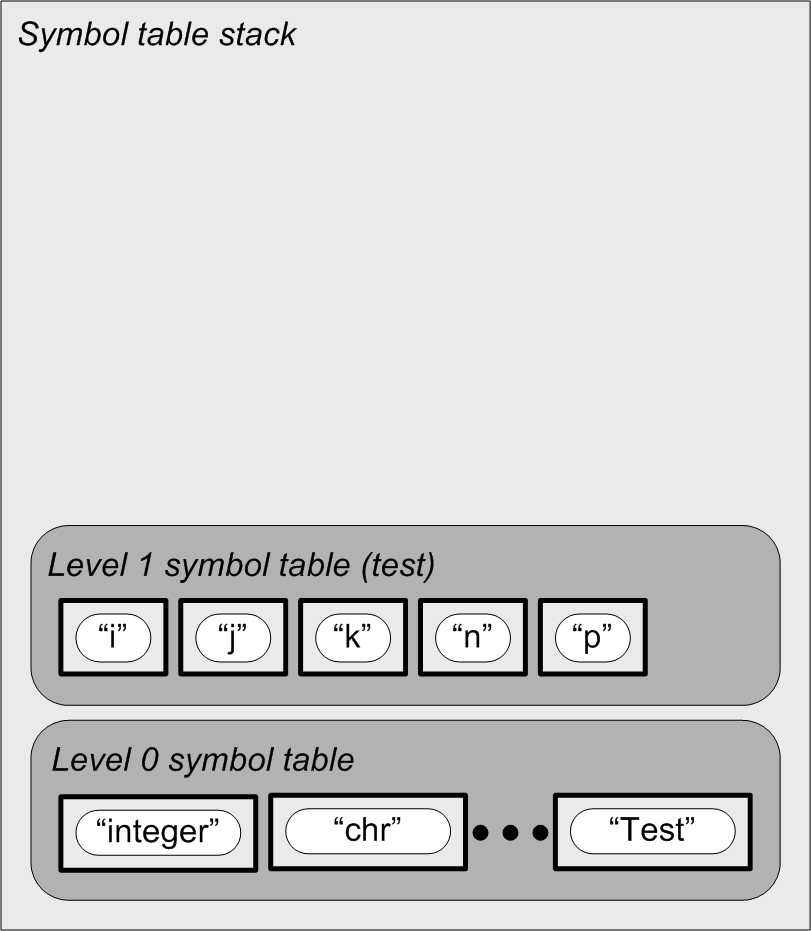 Symbol table stack
Level 1 symbol table (test)
“i” “j” “k” “n” “p”
Level 0 symbol table
“integer” “chr” ●●● “Test”